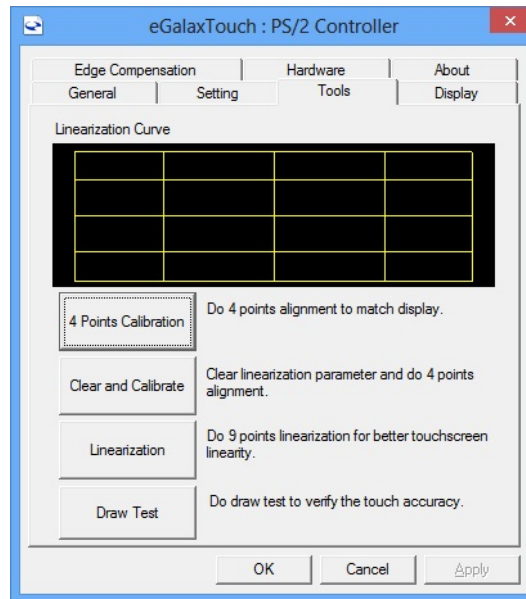 eGalaxTouch : PS/2 Controller
Edge Compensation Hardware About
General Setting Tools Display
Linearization Curve
4 Points Calibration
Do 4 points alignment to match display.
Clear and Calibrate
Clear linearization parameter and do 4 points
alignment.
Linearization
Do 9 points linearization for better touchscreen
linearity.
Draw Test
Do draw test to verify the touch accuracy.
OK Cancel Apply